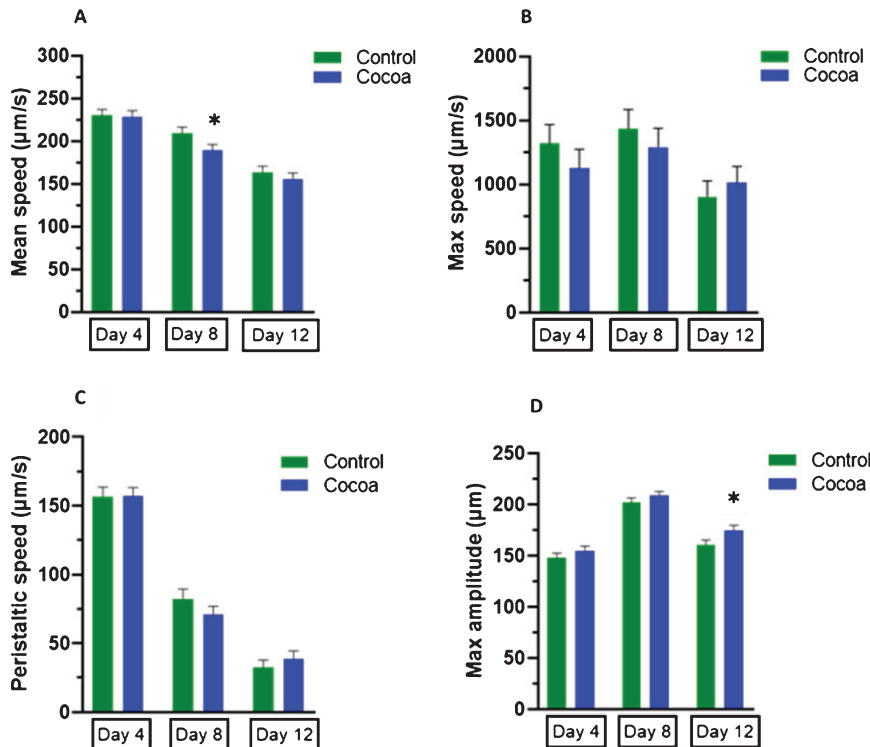 A
Mean speed (µm/s)
300
250
200
150
100
50
0
Control
Cocoa
*
Day 4
Day 8
Day 12
B
Max speed (µm/s)
2000
1500
1000
500
0
Control
Cocoa
Day 4
Day 8
Day 12
C
Peristaltic speed (µm/s)
200
150
100
50
0
Control
Cocoa
Day 4
Day 8
Day 12
D
Max amplitude (µm)
250
200
150
100
50
0
Control
Cocoa
*
Day 4
Day 8
Day 12